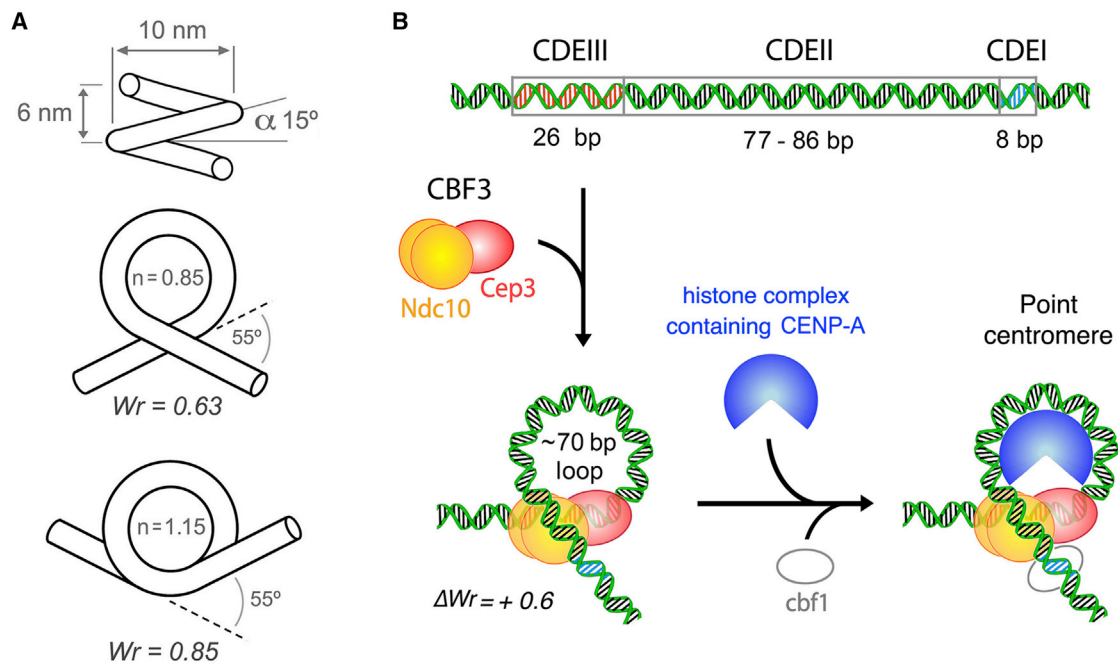 A
10 nm
6 nm
α 15º
n = 0.85
55º
Wr = 0.63
n = 1.15
55º
Wr = 0.85
B
CDEIII
CDEII
CDEI
26 bp
77 - 86 bp
8 bp
CBF3
Cep3
Ndc10
histone complex
containing CENP-A
Point
centromere
~70 bp
loop
ΔWr = + 0.6
cbf1